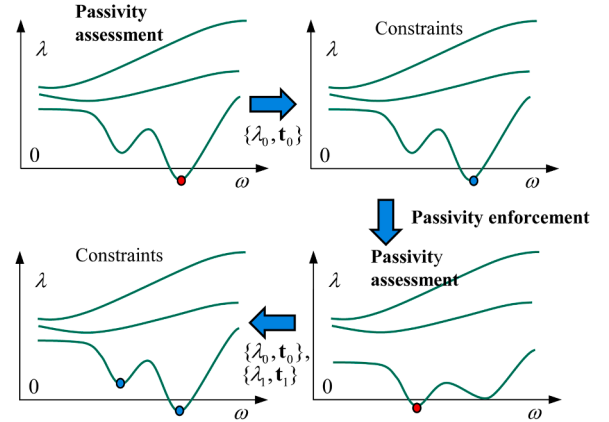 Passivity
assessment
Constraints
λ
λ
{λ₀, t₀}
0
0
ω
ω
Passivity enforcement
Constraints
Passivity
assessment
λ
λ
{λ₀, t₀},
{λ₁, t₁}
0
0
ω
ω